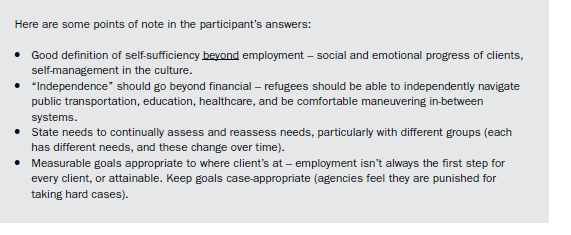 Here are some points of note in the participant's answers:
• Good definition of self-sufficiency beyond employment – social and emotional progress of clients,
self-management in the culture.
• "Independence" should go beyond financial – refugees should be able to independently navigate
public transportation, education, healthcare, and be comfortable maneuvering in-between
systems.
• State needs to continually assess and reassess needs, particularly with different groups (each
has different needs, and these change over time).
• Measurable goals appropriate to where client's at – employment isn't always the first step for
every client, or attainable. Keep goals case-appropriate (agencies feel they are punished for
taking hard cases).